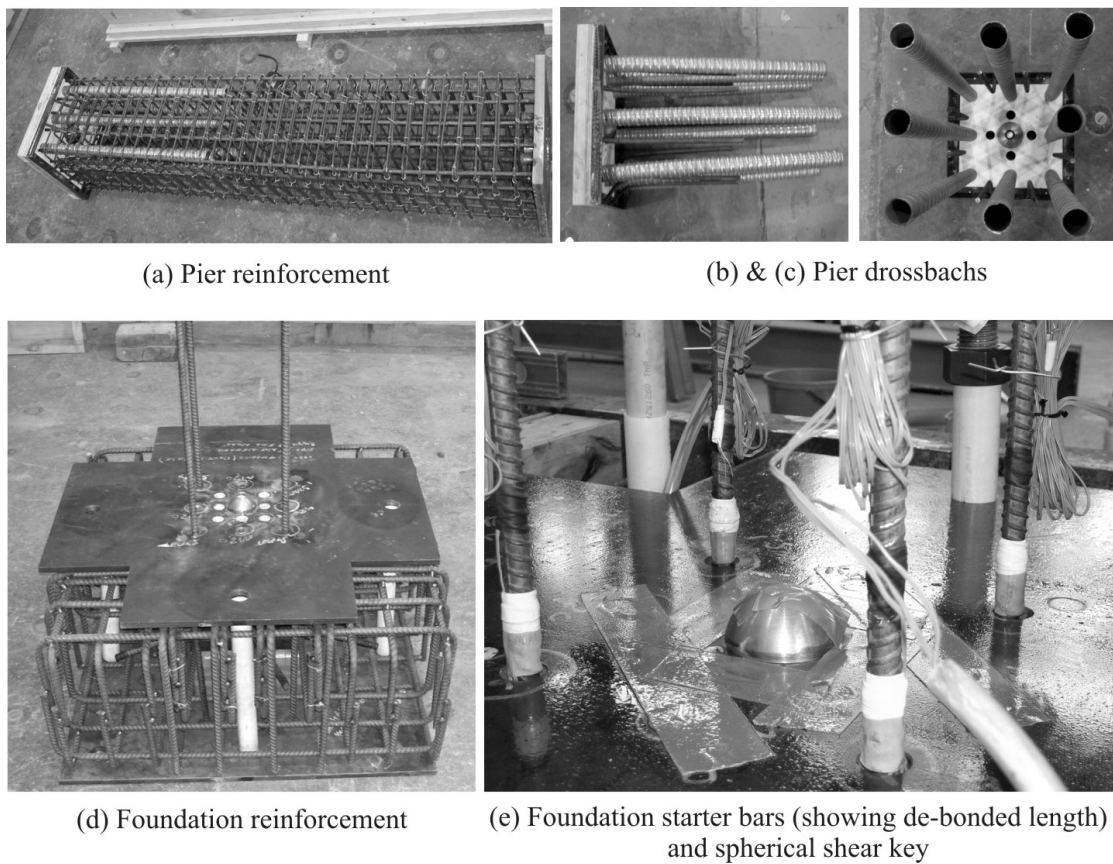 (a) Pier reinforcement
(b) & (c) Pier drossbachs
(d) Foundation reinforcement
(e) Foundation starter bars (showing de-bonded length)
and spherical shear key